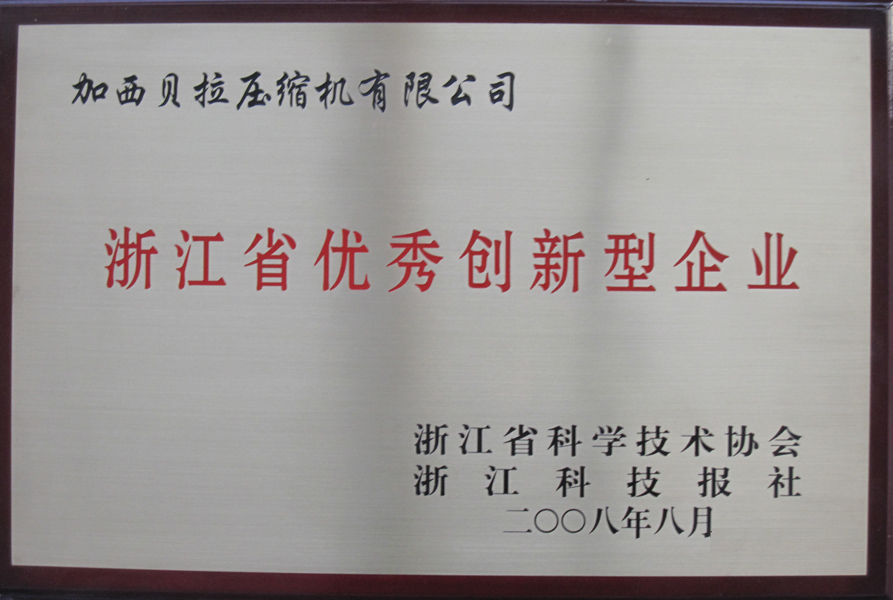 加西贝拉压缩机有限公司
浙江省优秀创新型企业
浙江省科学技术协会
浙江科技报社
二〇〇八年八月